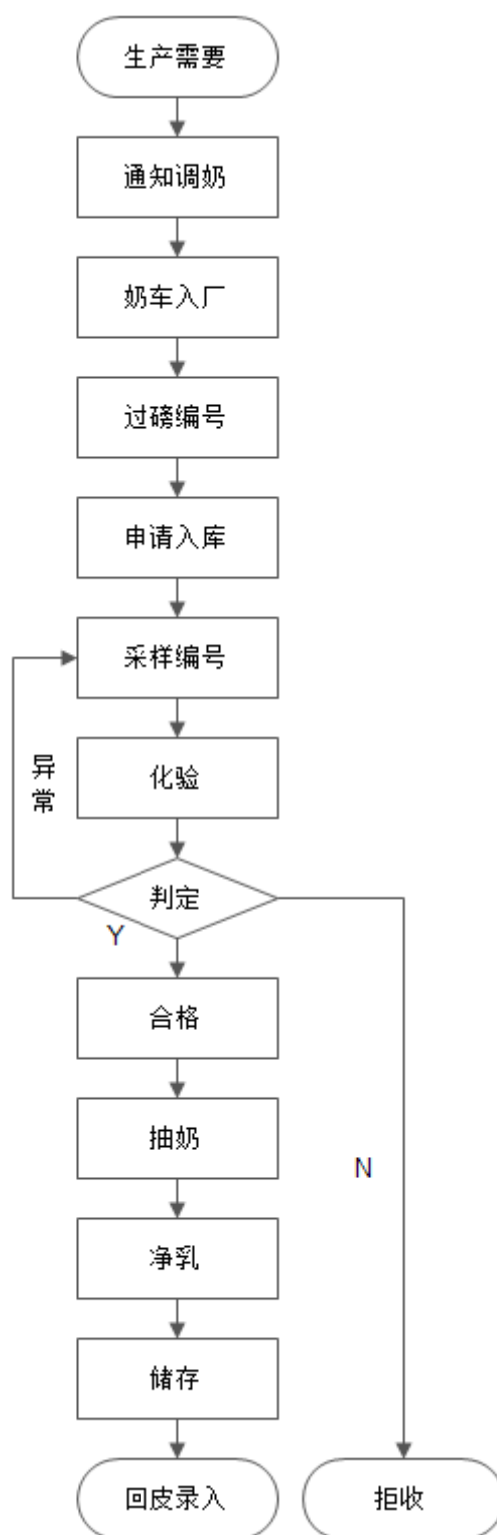 生产需要
通知调奶
奶车入厂
过磅编号
申请入库
采样编号
异
常
化验
判定
Y
合格
抽奶
N
净乳
储存
回皮录入
拒收